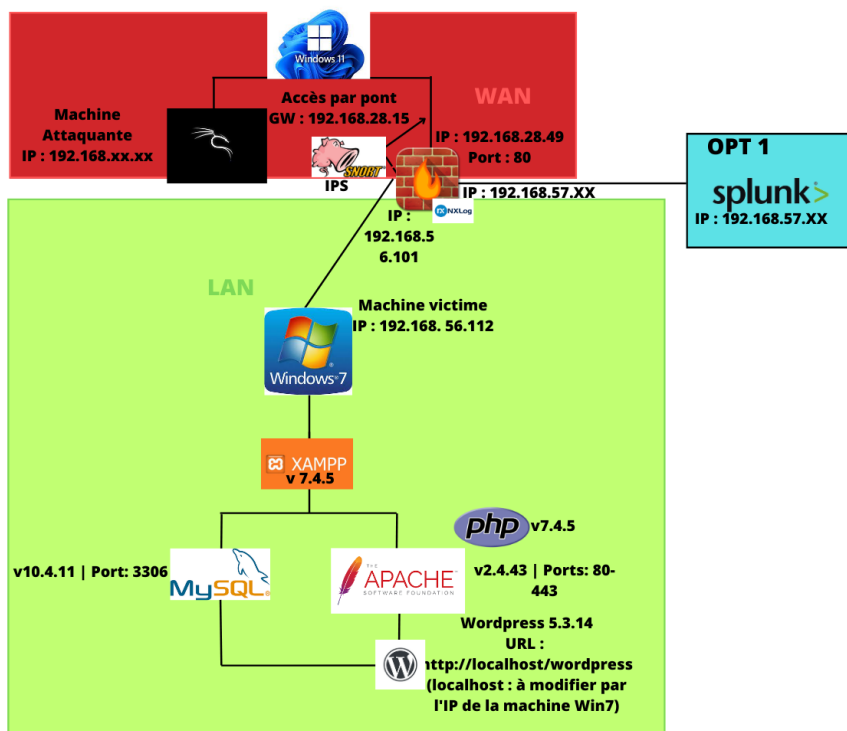 Windows 11
WAN
Accès par pont
GW : 192.168.28.15
Machine
Attaquante
IP : 192.168.xx.xx
IP : 192.168.28.49
Port : 80
SNORT
IPS
OPT 1
splunk>
IP : 192.168.57.XX
IP : 192.168.57.XX
NXLog
IP :
192.168.5
6.101
LAN
Machine victime
IP : 192.168. 56.112
Windows 7
XAMPP
v 7.4.5
php
v7.4.5
v10.4.11 | Port: 3306
MySQL
THE
APACHE
SOFTWARE FOUNDATION
v2.4.43 | Ports: 80-
443
Wordpress 5.3.14
URL :
http://localhost/wordpress
(localhost : à modifier par
l'IP de la machine Win7)